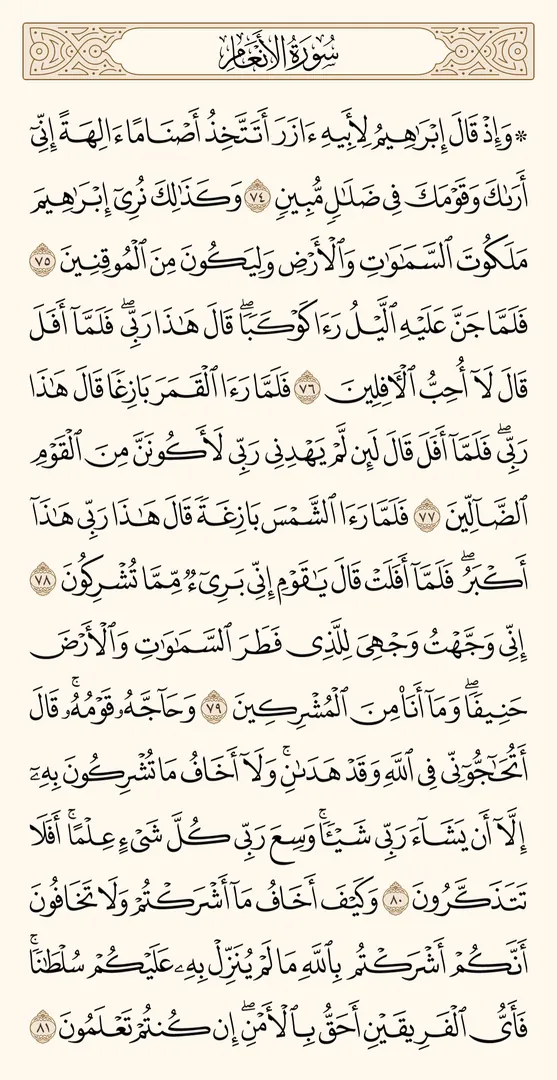 سُورَةُ الأَنْعَامِ
۞ وَإِذْ قَالَ إِبْرَٰهِيمُ لِأَبِيهِ ءَازَرَ أَتَتَّخِذُ أَصْنَامًا ءَالِهَةً إِنِّىٓ
أَرَىٰكَ وَقَوْمَكَ فِى ضَلَٰلٍ مُّبِينٍ ٧٤ وَكَذَٰلِكَ نُرِىٓ إِبْرَٰهِيمَ
مَلَكُوتَ ٱلسَّمَٰوَٰتِ وَٱلْأَرْضِ وَلِيَكُونَ مِنَ ٱلْمُوقِنِينَ ٧٥
فَلَمَّا جَنَّ عَلَيْهِ ٱلَّيْلُ رَءَا كَوْكَبًا ۖ قَالَ هَٰذَا رَبِّى ۖ فَلَمَّآ أَفَلَ
قَالَ لَآ أُحِبُّ ٱلْءَافِلِينَ ٧٦ فَلَمَّا رَءَا ٱلْقَمَرَ بَازِغًا قَالَ هَٰذَا
رَبِّى ۖ فَلَمَّآ أَفَلَ قَالَ لَئِن لَّمْ يَهْدِنِى رَبِّى لَأَكُونَنَّ مِنَ ٱلْقَوْمِ
ٱلضَّآلِّينَ ٧٧ فَلَمَّا رَءَا ٱلشَّمْسَ بَازِغَةً قَالَ هَٰذَا رَبِّى هَٰذَآ
أَكْبَرُ ۖ فَلَمَّآ أَفَلَتْ قَالَ يَٰقَوْمِ إِنِّى بَرِىٓءٌ مِّمَّا تُشْرِكُونَ ٧٨
إِنِّى وَجَّهْتُ وَجْهِىَ لِلَّذِى فَطَرَ ٱلسَّمَٰوَٰتِ وَٱلْأَرْضَ
حَنِيفًا ۖ وَمَآ أَنَا۠ مِنَ ٱلْمُشْرِكِينَ ٧٩ وَحَآجَّهُۥ قَوْمُهُۥ ۚ قَالَ
أَتُحَٰٓجُّوٓنِّى فِى ٱللَّهِ وَقَدْ هَدَىٰنِ ۚ وَلَآ أَخَافُ مَا تُشْرِكُونَ بِهِۦٓ
إِلَّآ أَن يَشَآءَ رَبِّى شَيْـًٔا ۗ وَسِعَ رَبِّى كُلَّ شَىْءٍ عِلْمًا ۗ أَفَلَا
تَتَذَكَّرُونَ ٨٠ وَكَيْفَ أَخَافُ مَآ أَشْرَكْتُمْ وَلَا تَخَافُونَ
أَنَّكُمْ أَشْرَكْتُم بِٱللَّهِ مَا لَمْ يُنَزِّلْ بِهِۦ عَلَيْكُمْ سُلْطَٰنًا ۚ
فَأَىُّ ٱلْفَرِيقَيْنِ أَحَقُّ بِٱلْأَمْنِ ۖ إِن كُنتُمْ تَعْلَمُونَ ٨١